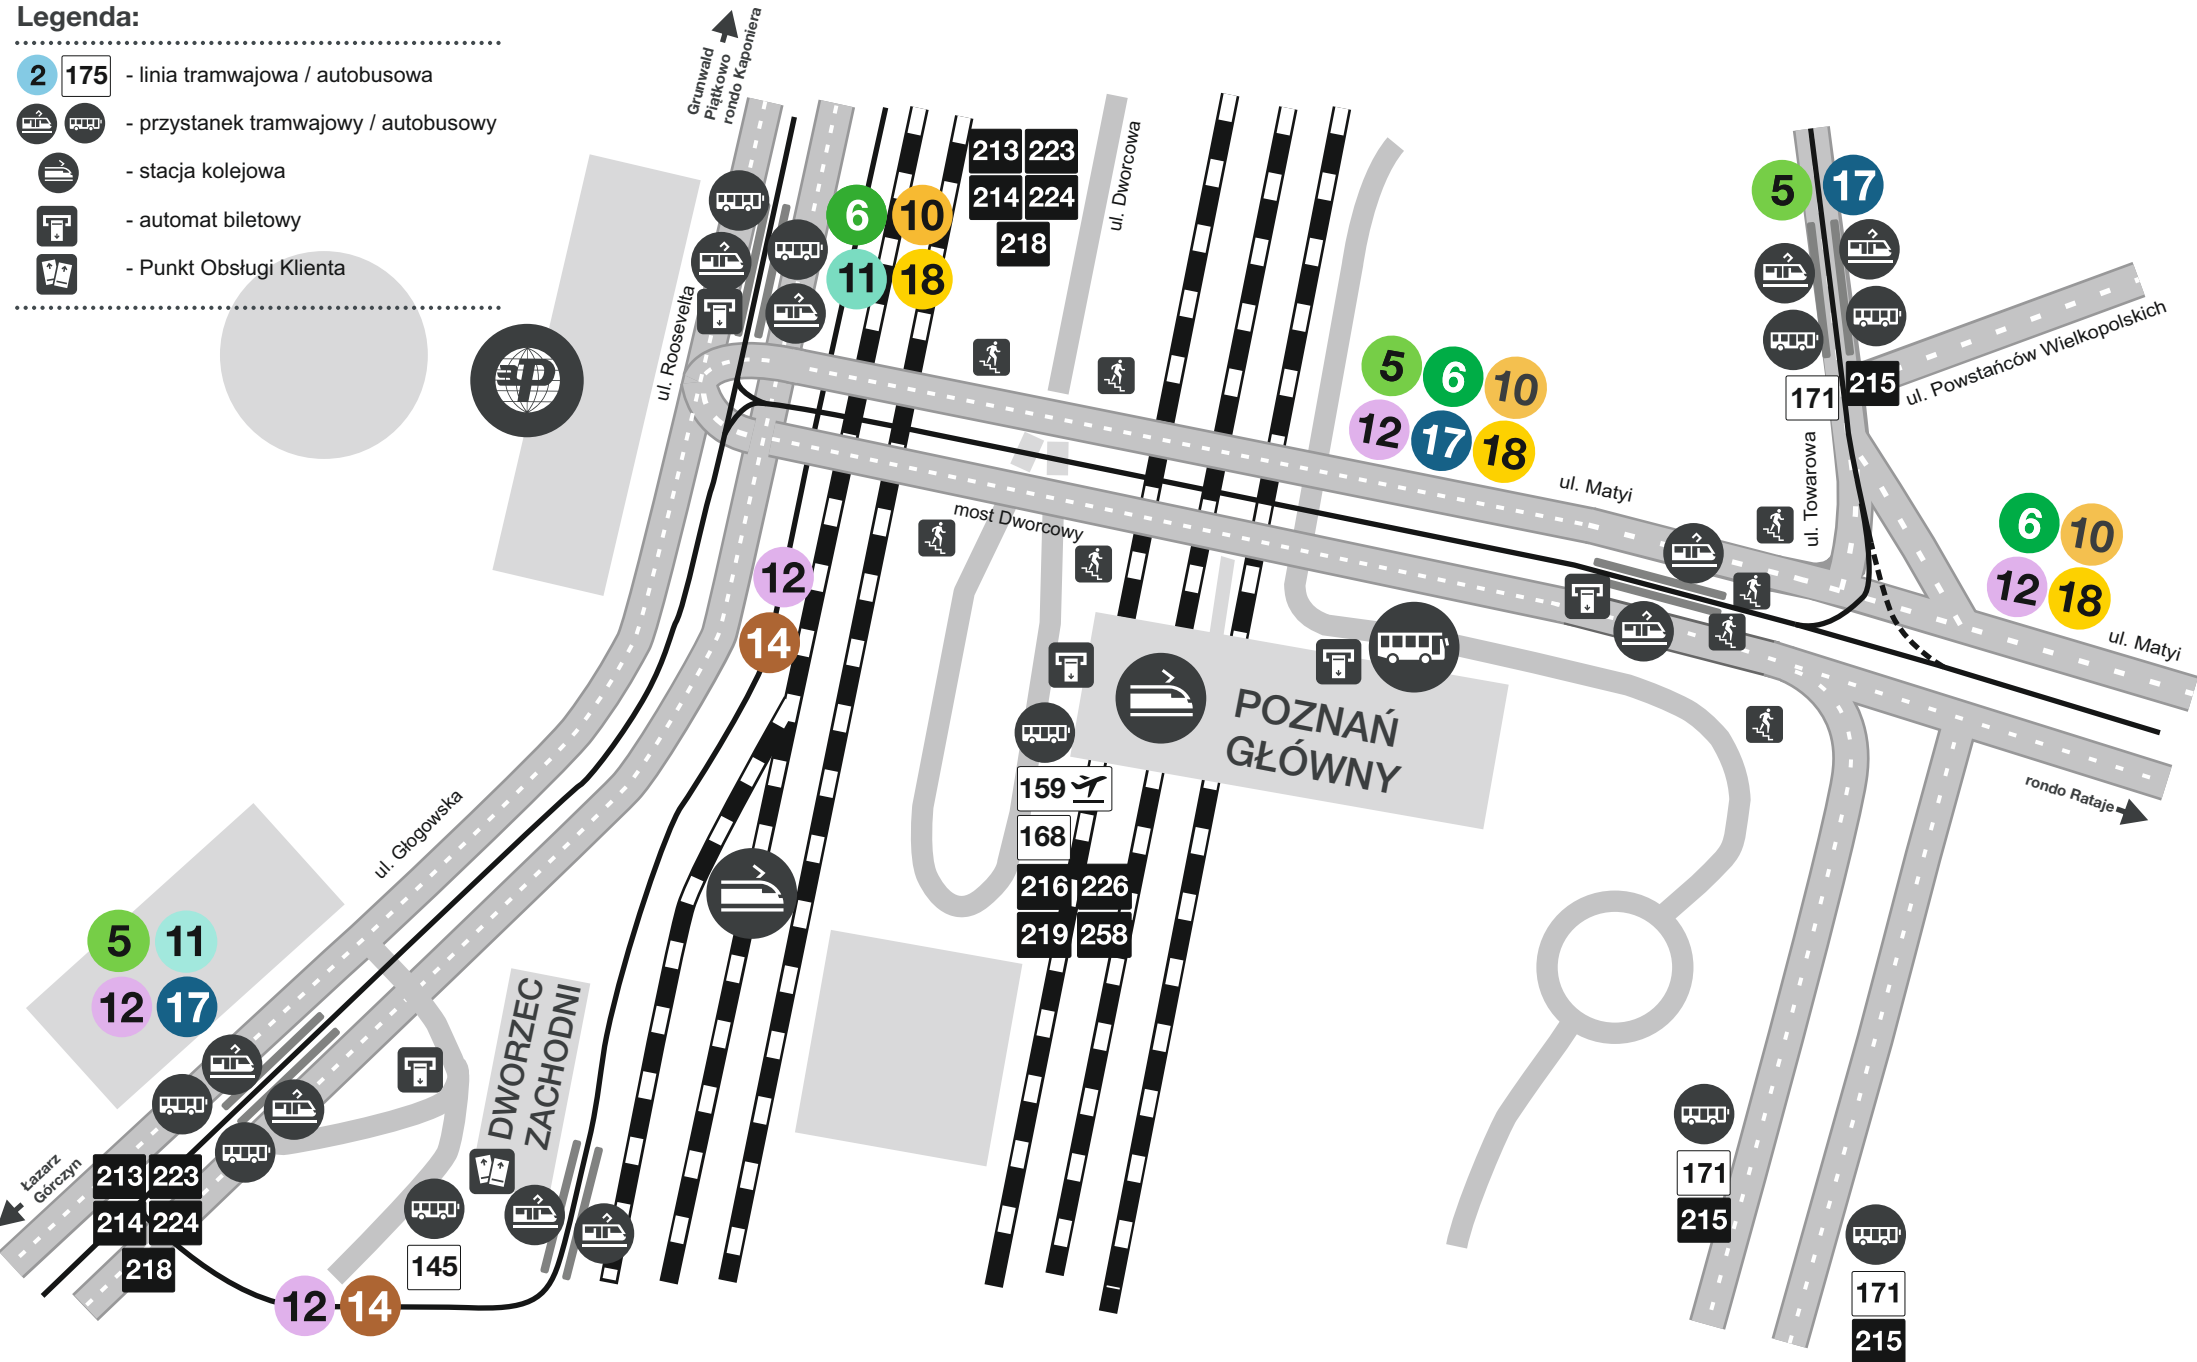 Legenda:
2 175 - linia tramwajowa / autobusowa
- przystanek tramwajowy / autobusowy
- stacja kolejowa
- automat biletowy
- Punkt Obsługi Klienta
Grunwald
Piątkowo
rondo Kaponiera
213 223
214 224
218
6 10
11 18
ul. Dworcowa
ul. Roosevelta
5 17
171 215
ul. Powstańców Wielkopolskich
ul. Towarowa
5 6 10
12 17 18
ul. Matyi
most Dworcowy
6 10
12 18
ul. Matyi
rondo Rataje
12
14
POZNAŃ
GŁÓWNY
159
168
216 226
219 258
ul. Głogowska
5 11
12 17
DWORZEC
ZACHODNI
Łazarz
Górczyn
213 223
214 224
218
145
12 14
171
215
171
215